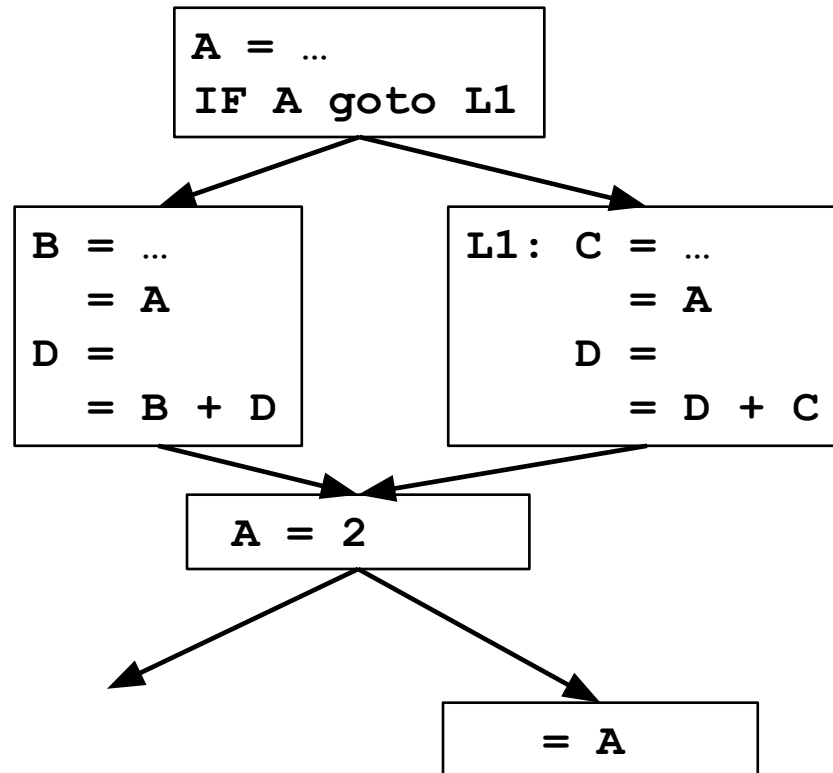 A = …
IF A goto L1
B = …
= A
D =
= B + D
L1: C = …
= A
D =
= D + C
A = 2
= A